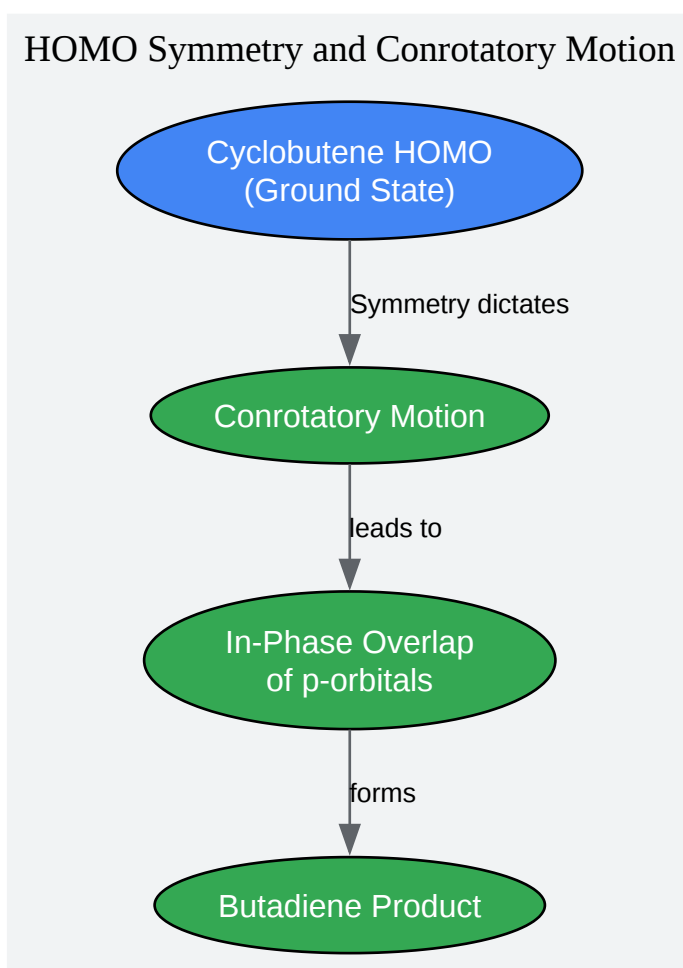 HOMO Symmetry and Conrotatory Motion
Cyclobutene HOMO
(Ground State)
Symmetry dictates
Conrotatory Motion
leads to
In-Phase Overlap
of p-orbitals
forms
Butadiene Product